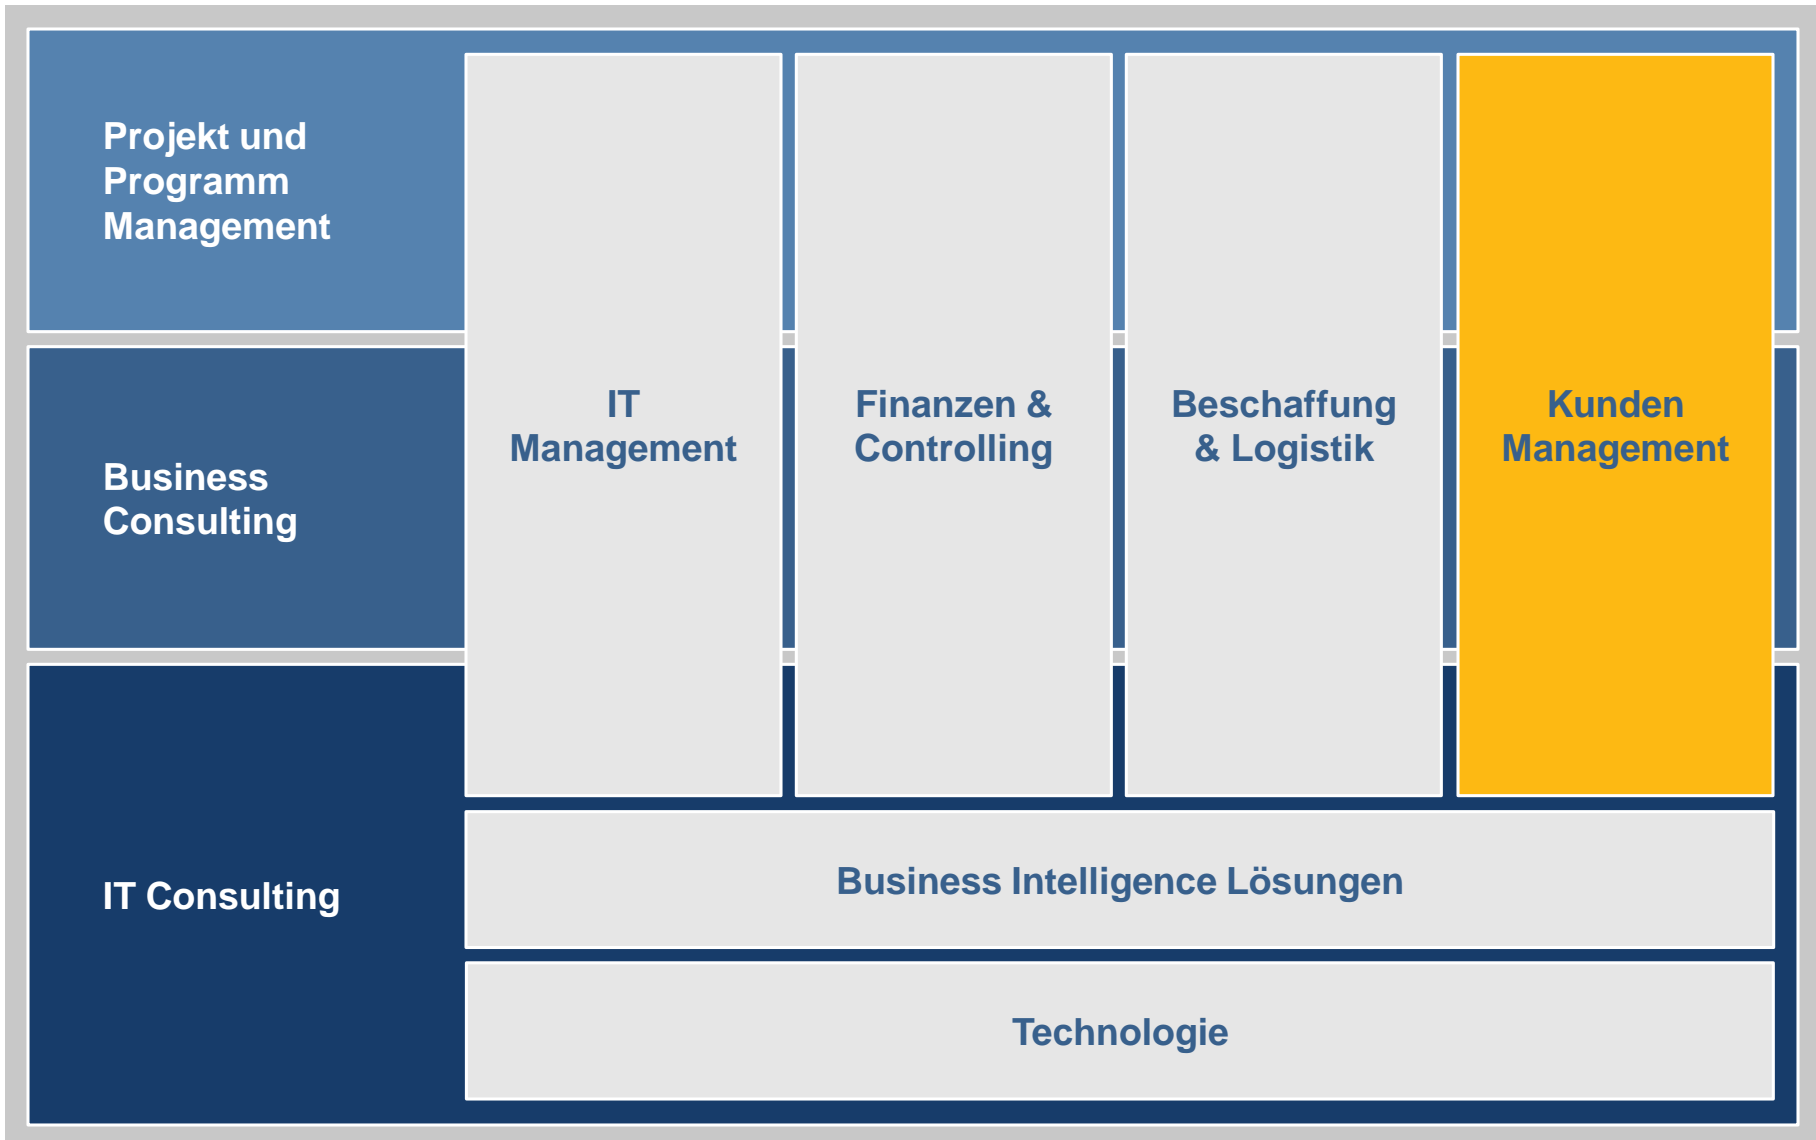 Projekt und
Programm
Management
Business
Consulting
IT Consulting
IT
Management
Finanzen &
Controlling
Beschaffung
& Logistik
Kunden
Management
Business Intelligence Lösungen
Technologie